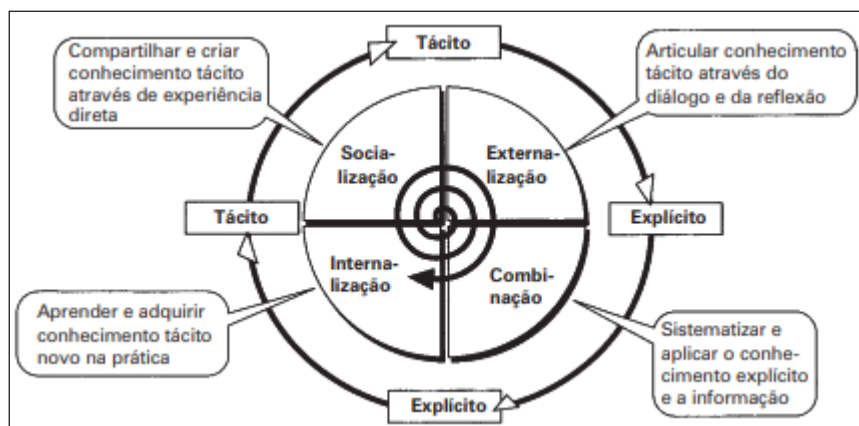 Tácito
Compartilhar e criar
conhecimento tácito
através de experiência
direta
Articular conhecimento
tácito através do
diálogo e da reflexão
Socia-
lização
Externa-
lização
Tácito
Explícito
Interna-
lização
Combi-
nação
Aprender e adquirir
conhecimento tácito
novo na prática
Sistematizar e
aplicar o conhe-
cimento explícito
e a informação
Explícito